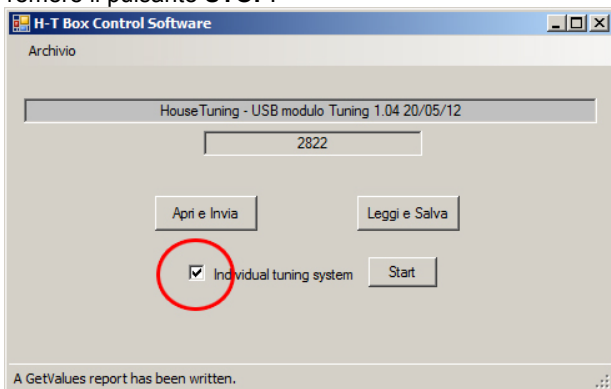 H-T Box Control Software
Archivio
HouseTuning - USB modulo Tuning 1.04 20/05/12
2822
Apri e Invia Leggi e Salva
Individual tuning system Start
A GetValues report has been written.